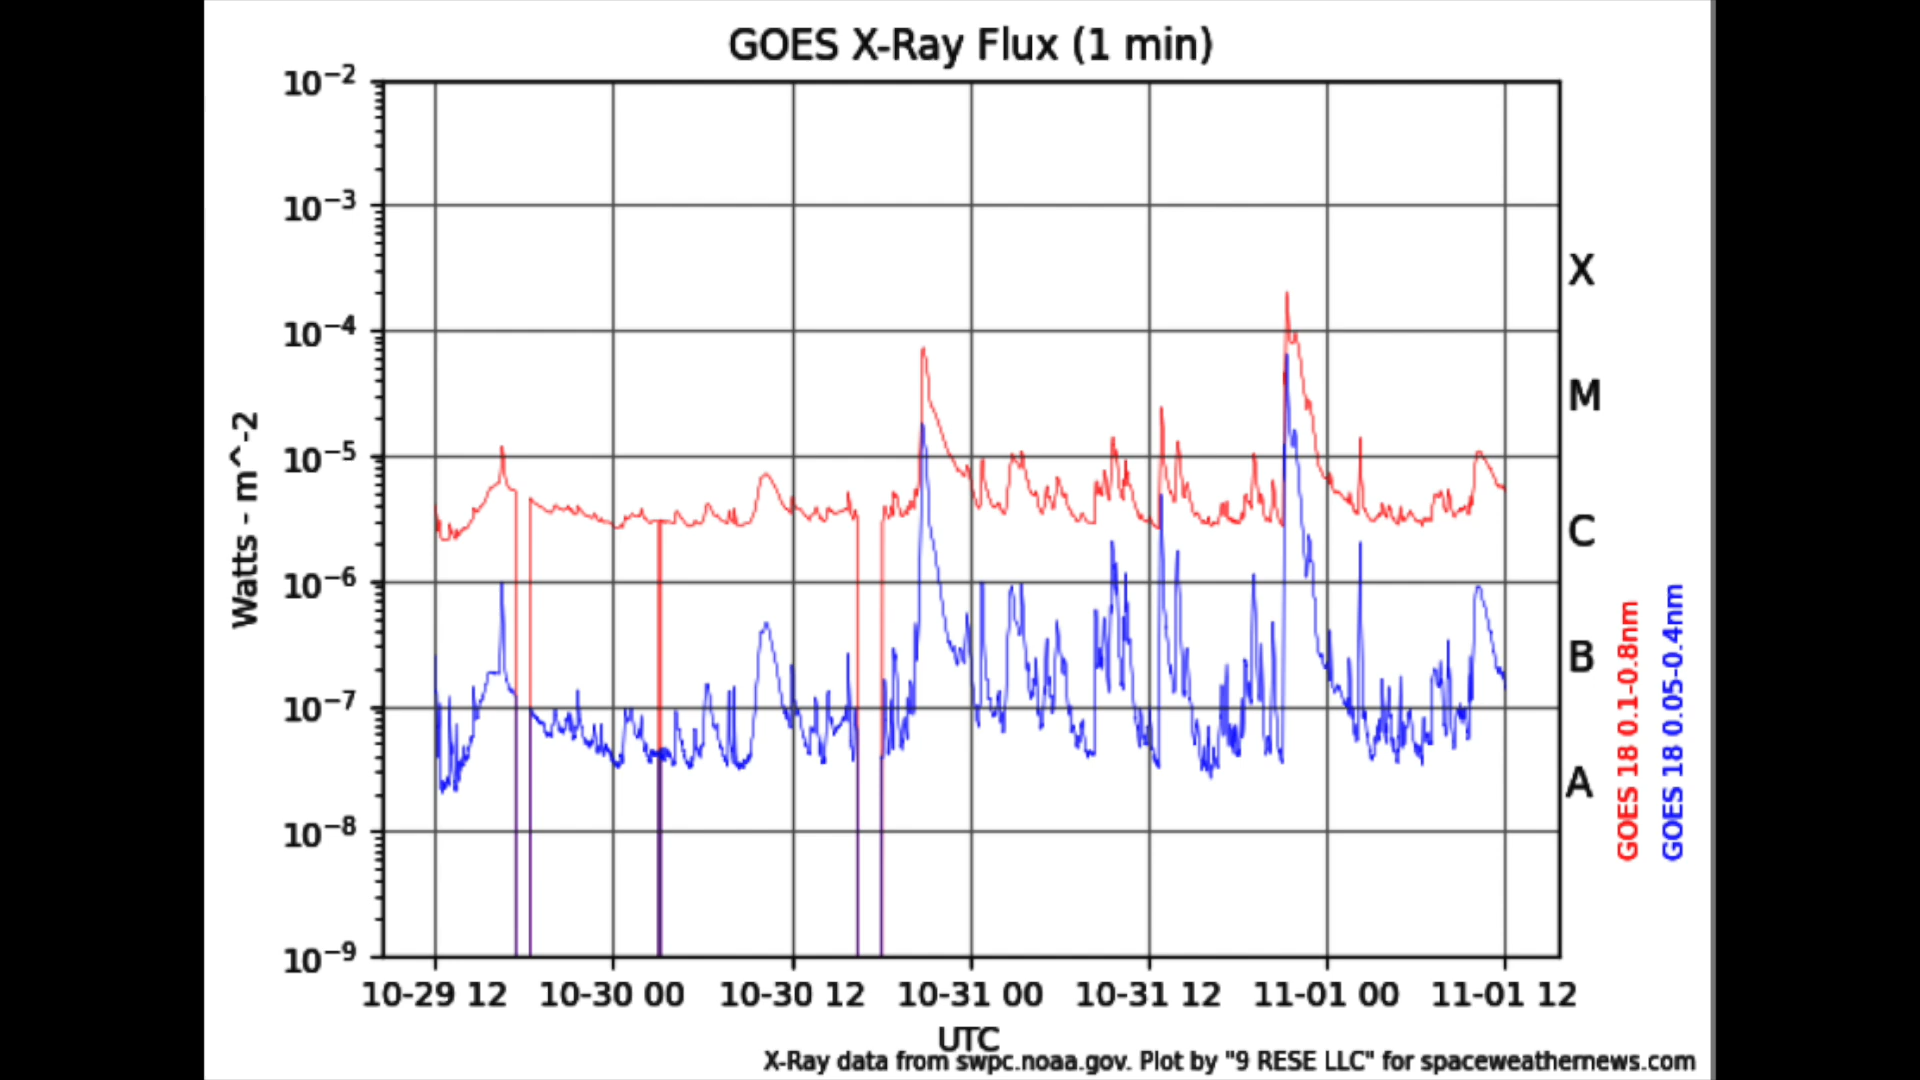 GOES X-Ray Flux (1 min)
10−2
10−3
10−4
10−5
10−6
10−7
10−8
10−9
Watts - m^-2
X
M
C
B
A
GOES 18 0.1-0.8nm
GOES 18 0.05-0.4nm
10-29 12 10-30 00 10-30 12 10-31 00 10-31 12 11-01 00 11-01 12
UTC
X-Ray data from swpc.noaa.gov. Plot by "9 RESE LLC" for spaceweathernews.com